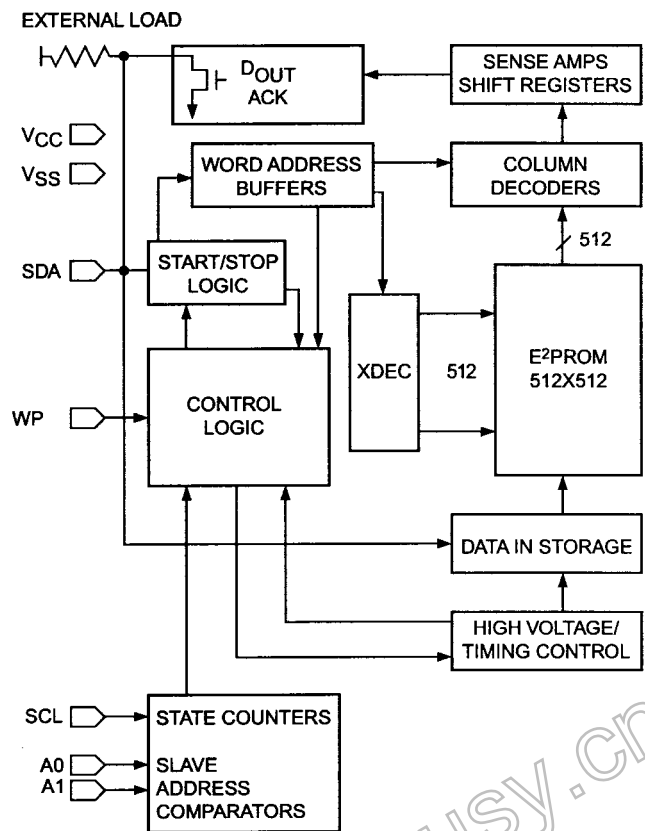 EXTERNAL LOAD
DOUT
ACK
SENSE AMPS
SHIFT REGISTERS
VCC
VSS
WORD ADDRESS
BUFFERS
COLUMN
DECODERS
512
SDA
START/STOP
LOGIC
XDEC
512
E²PROM
512X512
WP
CONTROL
LOGIC
DATA IN STORAGE
HIGH VOLTAGE/
TIMING CONTROL
SCL
STATE COUNTERS
A0
SLAVE
A1
ADDRESS
COMPARATORS